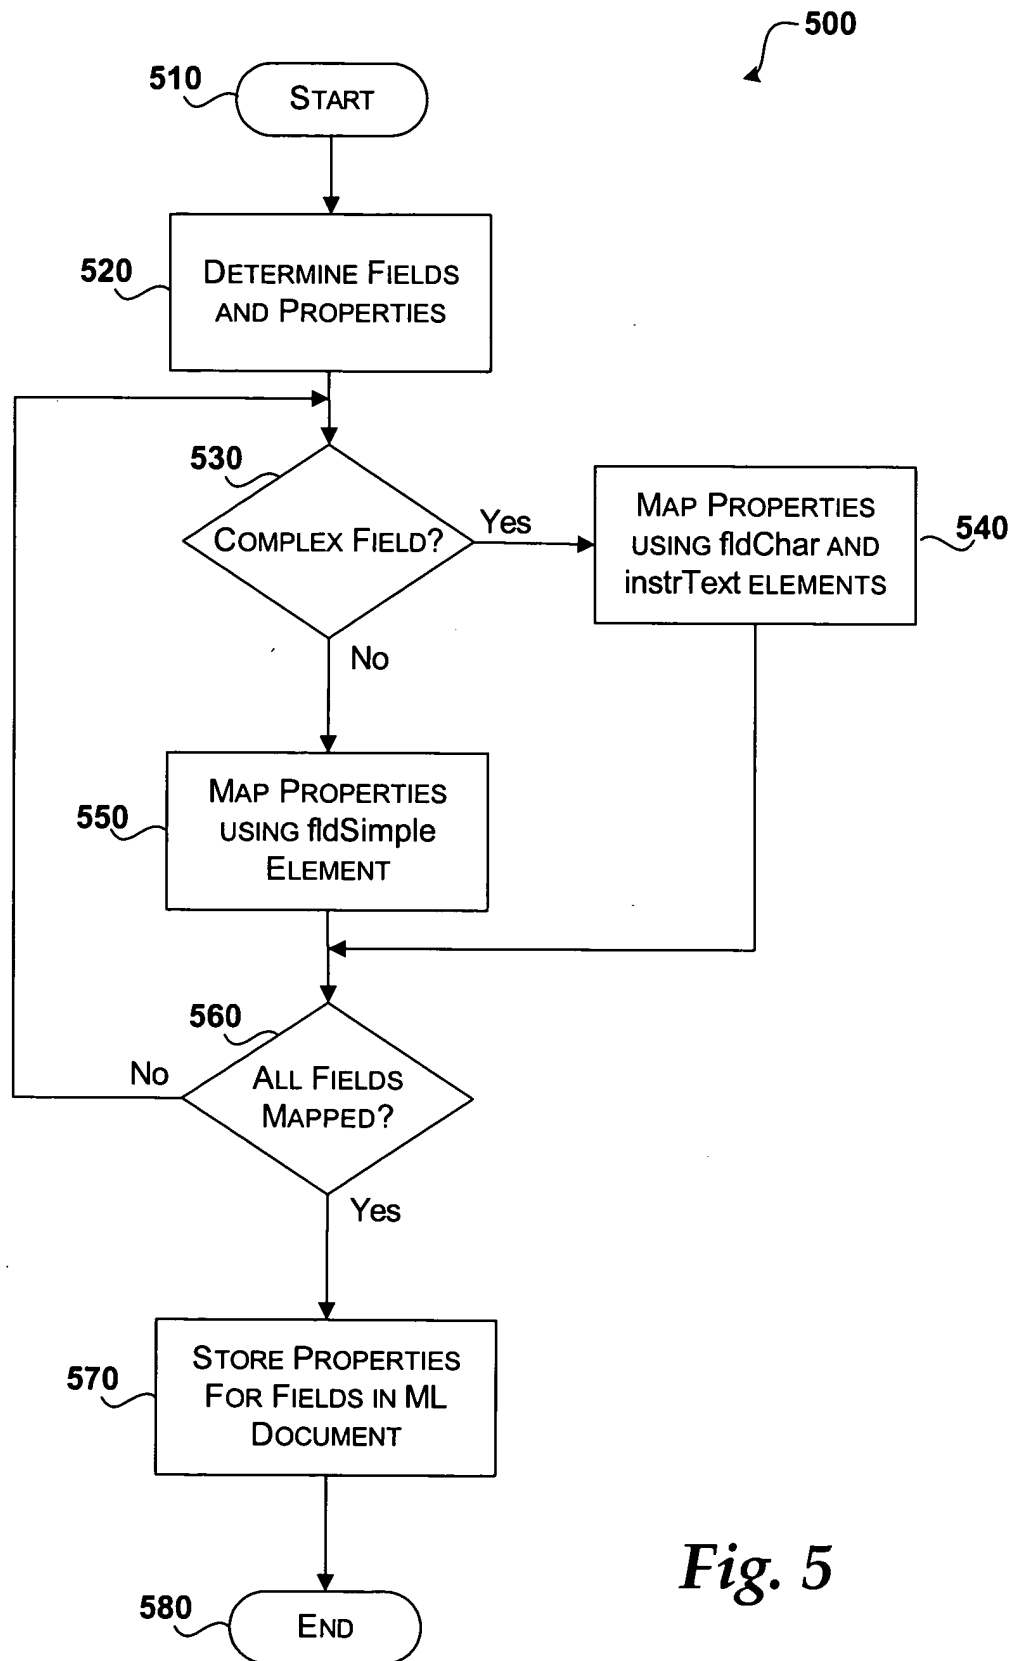 500
510
START
520
DETERMINE FIELDS
AND PROPERTIES
530
COMPLEX FIELD?
Yes
MAP PROPERTIES
USING fldChar AND
instrText ELEMENTS
540
No
550
MAP PROPERTIES
USING fldSimple
ELEMENT
560
No
ALL FIELDS
MAPPED?
Yes
570
STORE PROPERTIES
FOR FIELDS IN ML
DOCUMENT
580
END
Fig. 5